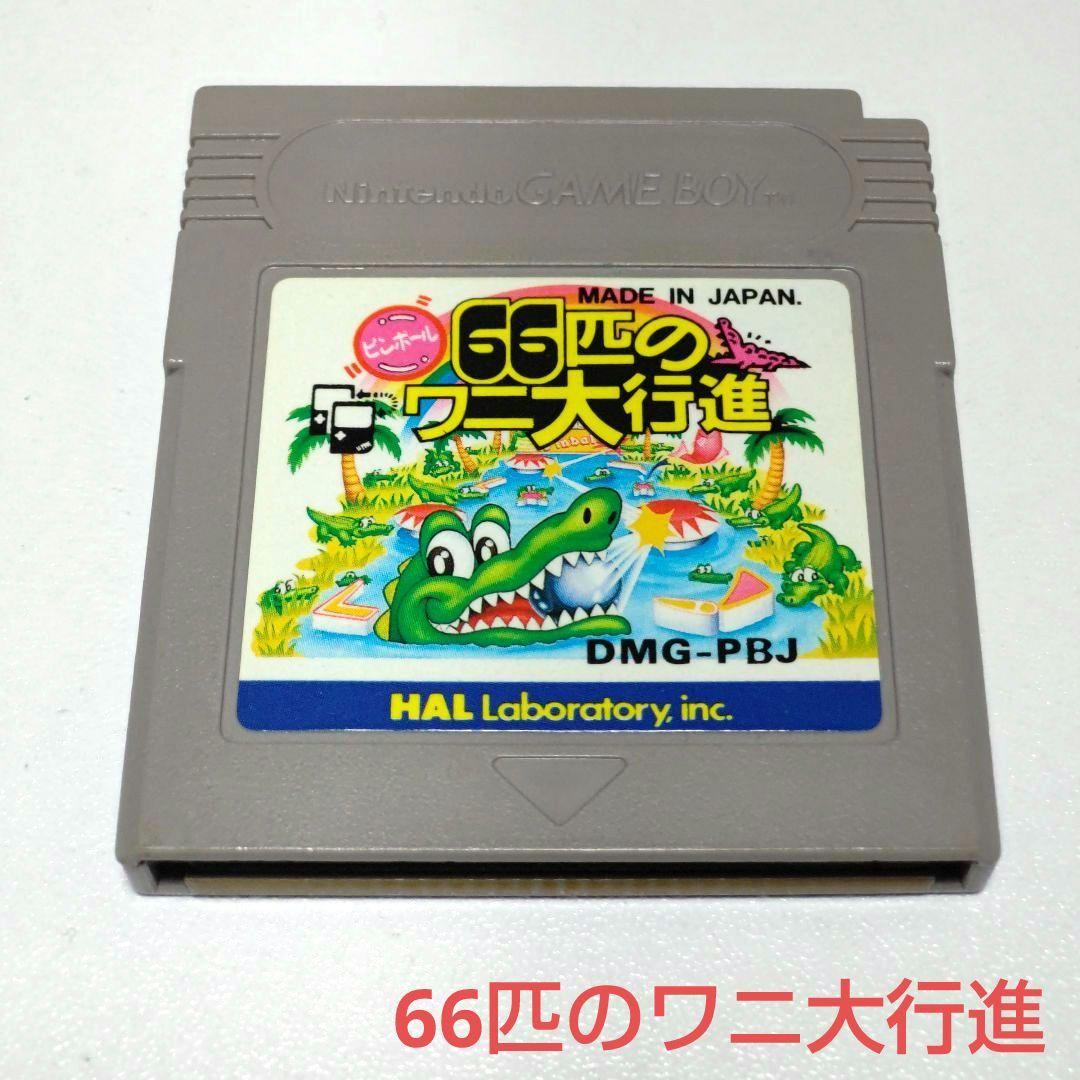 Nintendo GAME BOY TM
MADE IN JAPAN.
ピンボール
66匹の
ワニ大行進
DMG-PBJ
HAL Laboratory, inc.
66匹のワニ大行進